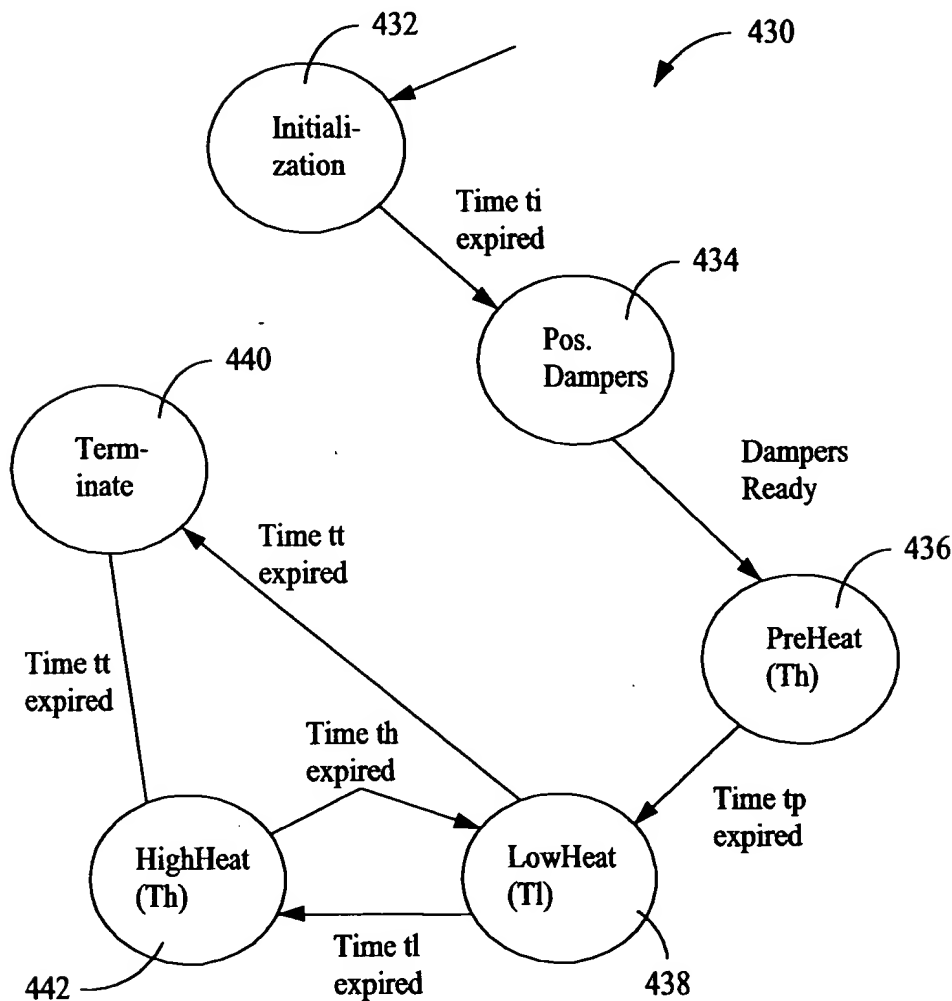 432
430
Initiali-
zation
Time ti
expired
434
Pos.
Dampers
440
Term-
inate
Dampers
Ready
Time tt
expired
436
PreHeat
(Th)
Time tt
expired
Time th
expired
Time tp
expired
HighHeat
(Th)
LowHeat
(Tl)
Time tl
expired
442
438